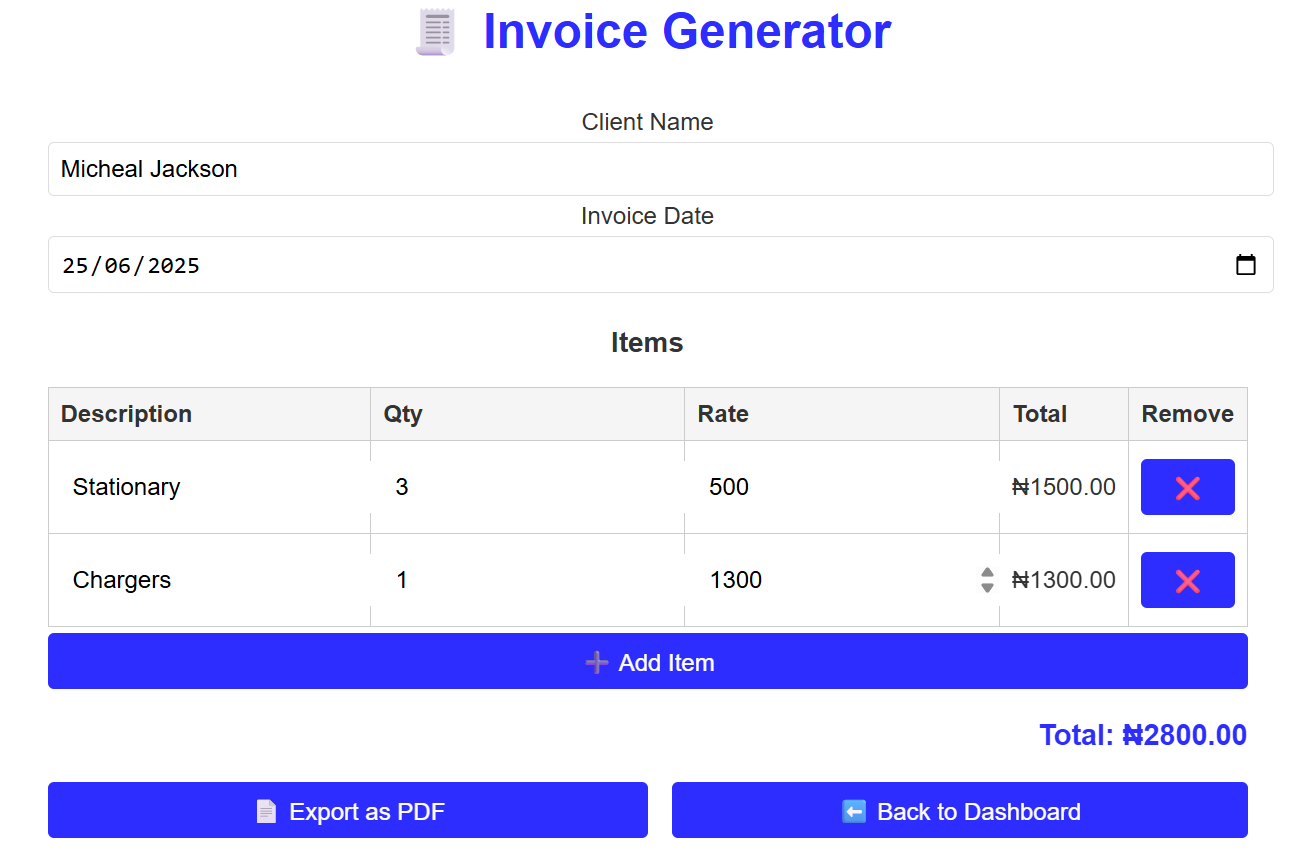 Invoice Generator
Client Name
Micheal Jackson
Invoice Date
25/06/2025
Items
Description Qty Rate Total Remove
Stationary 3 500 ₦1500.00
Chargers 1 1300 ₦1300.00
Add Item
Total: ₦2800.00
Export as PDF Back to Dashboard